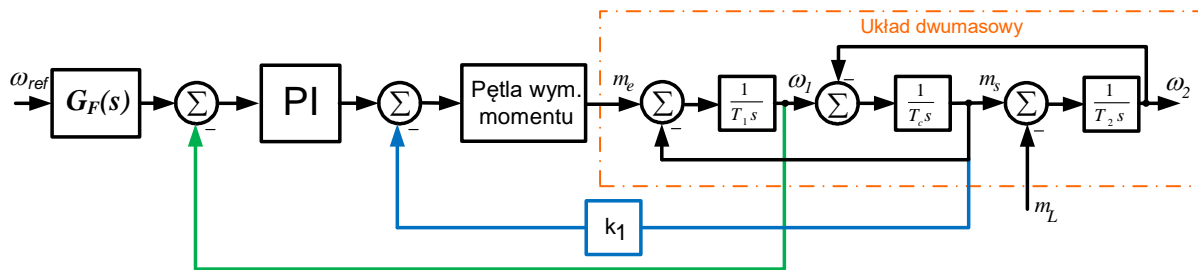 Układ dwumasowy
ω_ref
G_F(s)
Σ
−
PI
Σ
−
Pętla wym.
momentu
m_e
Σ
−
1
T_1 s
ω_1
Σ
−
1
T_c s
m_s
Σ
−
1
T_2 s
ω_2
m_L
k_1